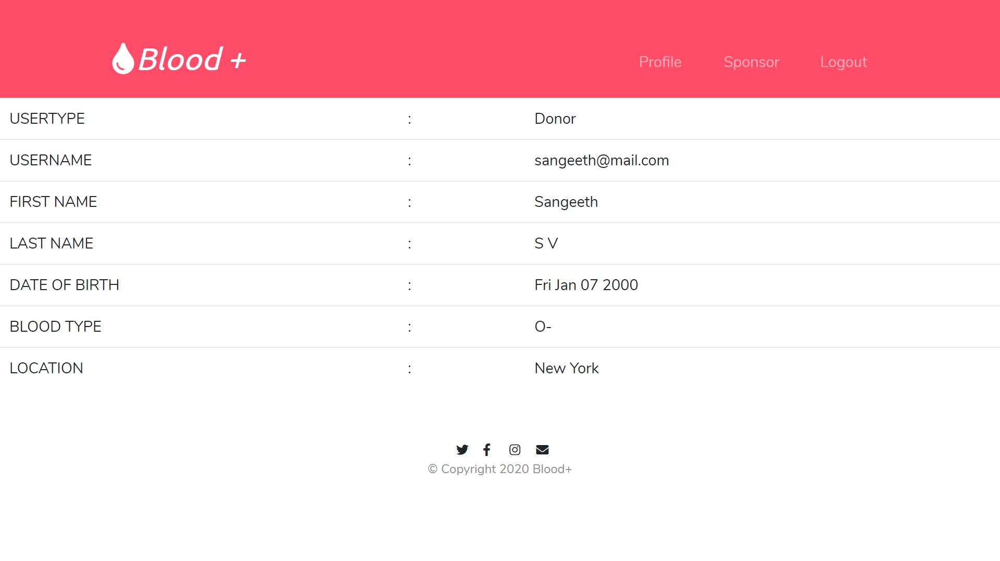 Blood +
Profile Sponsor Logout
USERTYPE : Donor
USERNAME : sangeeth@mail.com
FIRST NAME : Sangeeth
LAST NAME : S V
DATE OF BIRTH : Fri Jan 07 2000
BLOOD TYPE : O-
LOCATION : New York
© Copyright 2020 Blood+